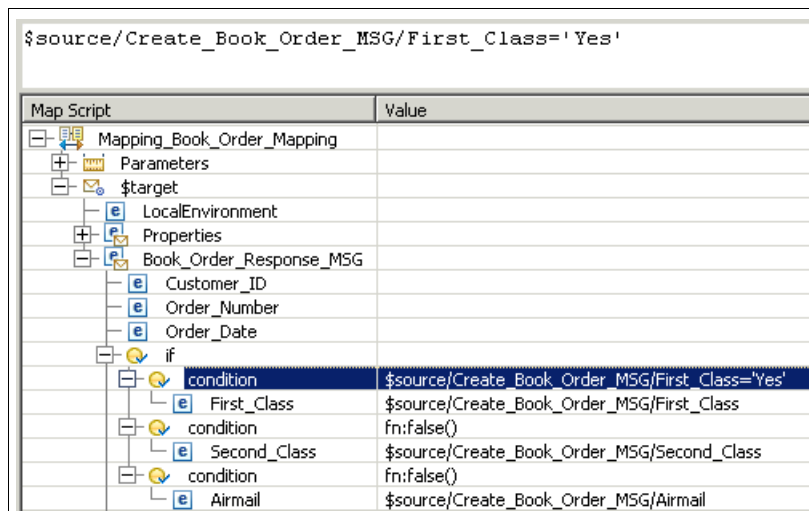 $source/Create_Book_Order_MSG/First_Class='Yes'
Map Script Value
Mapping_Book_Order_Mapping
Parameters
$target
LocalEnvironment
Properties
Book_Order_Response_MSG
Customer_ID
Order_Number
Order_Date
if
condition $source/Create_Book_Order_MSG/First_Class='Yes'
First_Class $source/Create_Book_Order_MSG/First_Class
condition fn:false()
Second_Class $source/Create_Book_Order_MSG/Second_Class
condition fn:false()
Airmail $source/Create_Book_Order_MSG/Airmail